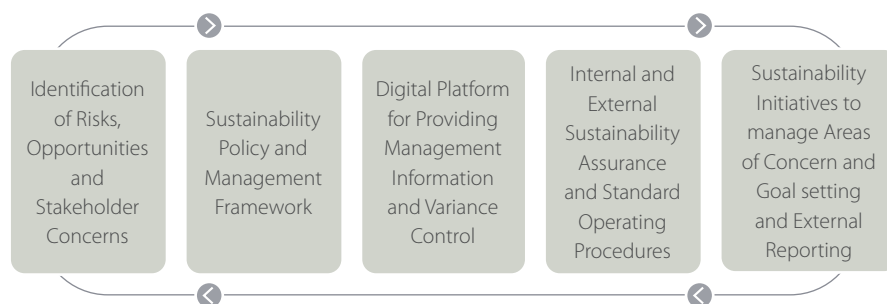 Identification
of Risks,
Opportunities
and
Stakeholder
Concerns
Sustainability
Policy and
Management
Framework
Digital Platform
for Providing
Management
Information
and Variance
Control
Internal and
External
Sustainability
Assurance
and Standard
Operating
Procedures
Sustainability
Initiatives to
manage Areas
of Concern and
Goal setting
and External
Reporting